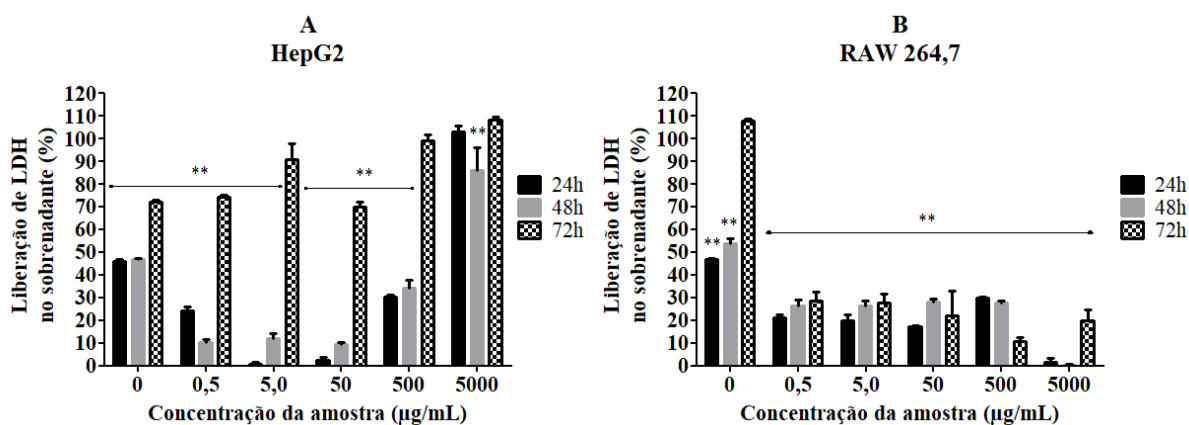 A
HepG2
120
110
100
90
80
70
60
50
40
30
20
10
0
Liberação de LDH
no sobrenadante (%)
**
**
**
0 0,5 5,0 50 500 5000
Concentração da amostra (µg/mL)
24h
48h
72h
B
RAW 264,7
120
110
100
90
80
70
60
50
40
30
20
10
0
Liberação de LDH
no sobrenadante (%)
**
**
**
0 0,5 5,0 50 500 5000
Concentração da amostra (µg/mL)
24h
48h
72h